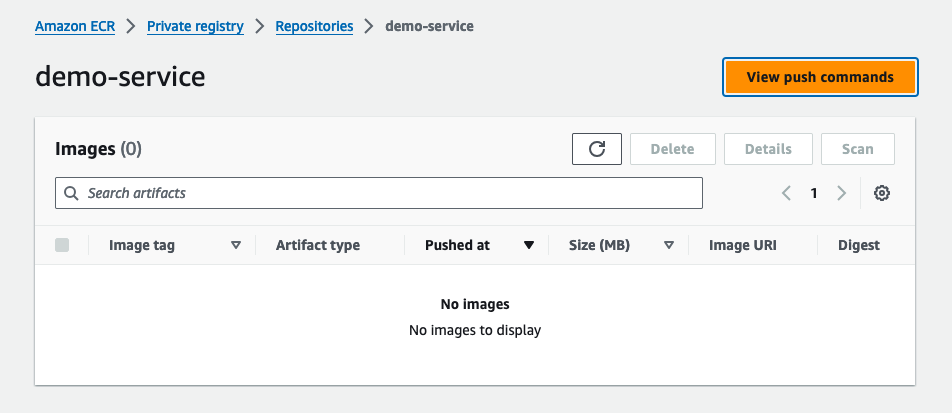 Amazon ECR > Private registry > Repositories > demo-service
demo-service
View push commands
Images (0)
Delete
Details
Scan
Search artifacts
1
Image tag
Artifact type
Pushed at
Size (MB)
Image URI
Digest
No images
No images to display